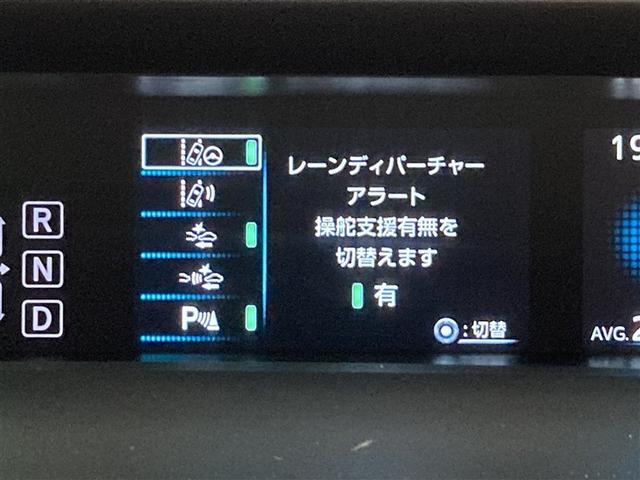 レーンディパーチャー
アラート
操舵支援有無を
切替えます
有
:切替
R
N
D
P
19
AVG.2